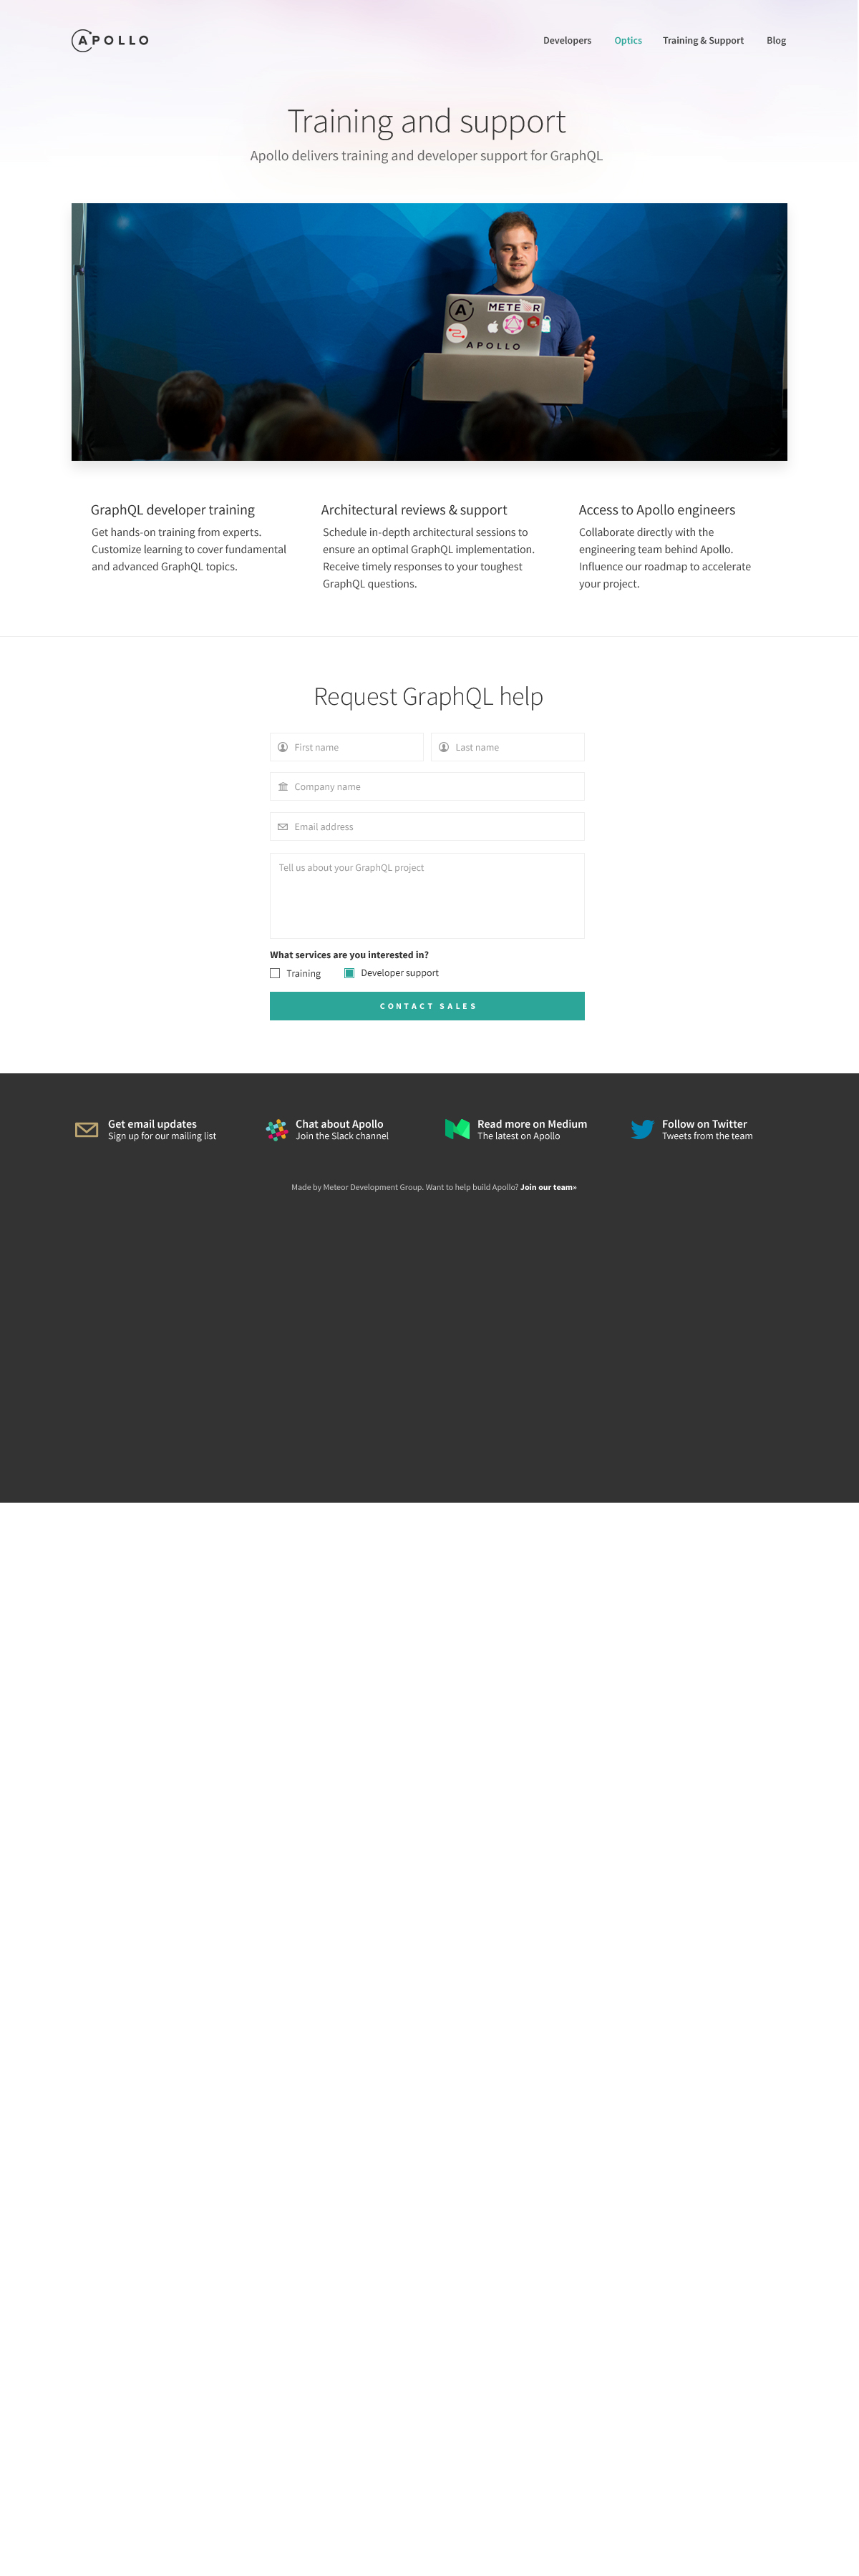 APOLLO
Developers Optics Training & Support Blog
Training and support
Apollo delivers training and developer support for GraphQL
METEOR
APOLLO
GraphQL developer training
Get hands-on training from experts.
Customize learning to cover fundamental
and advanced GraphQL topics.
Architectural reviews & support
Schedule in-depth architectural sessions to
ensure an optimal GraphQL implementation.
Receive timely responses to your toughest
GraphQL questions.
Access to Apollo engineers
Collaborate directly with the
engineering team behind Apollo.
Influence our roadmap to accelerate
your project.
Request GraphQL help
First name
Last name
Company name
Email address
Tell us about your GraphQL project
What services are you interested in?
Training Developer support
CONTACT SALES
Get email updates
Sign up for our mailing list
Chat about Apollo
Join the Slack channel
Read more on Medium
The latest on Apollo
Follow on Twitter
Tweets from the team
Made by Meteor Development Group. Want to help build Apollo? Join our team»